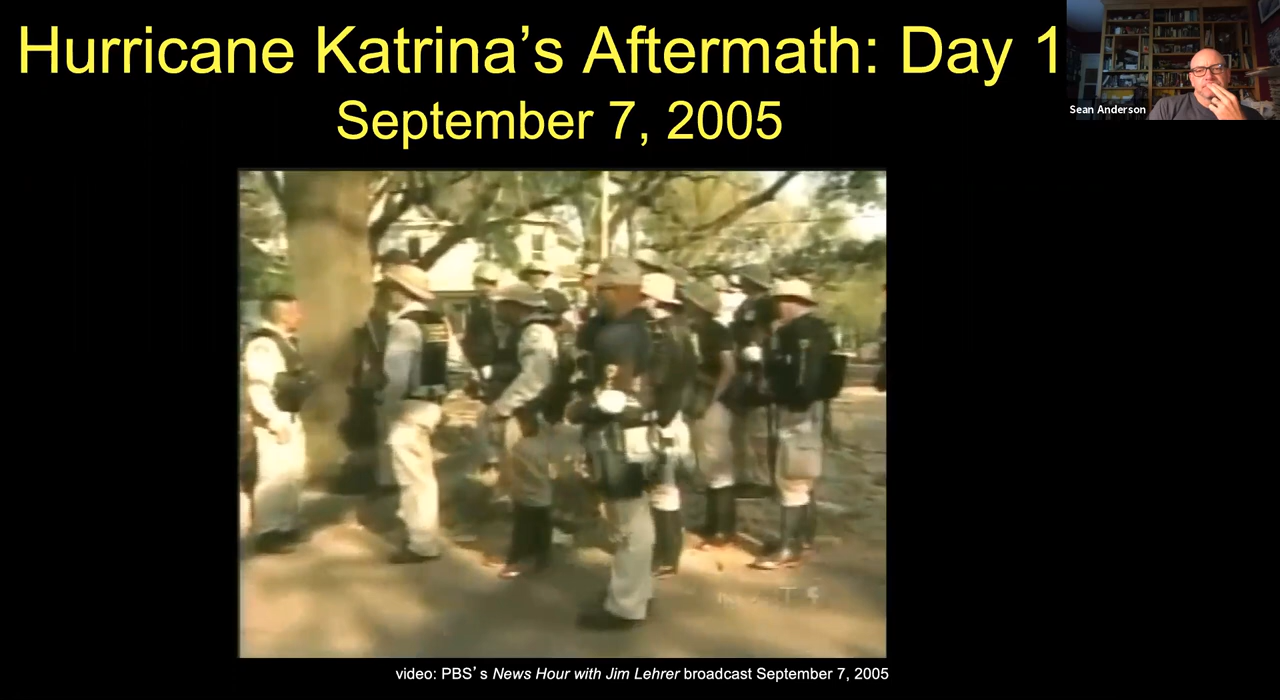 Hurricane Katrina’s Aftermath: Day 1
September 7, 2005
Sean Anderson
video: PBS’s News Hour with Jim Lehrer broadcast September 7, 2005